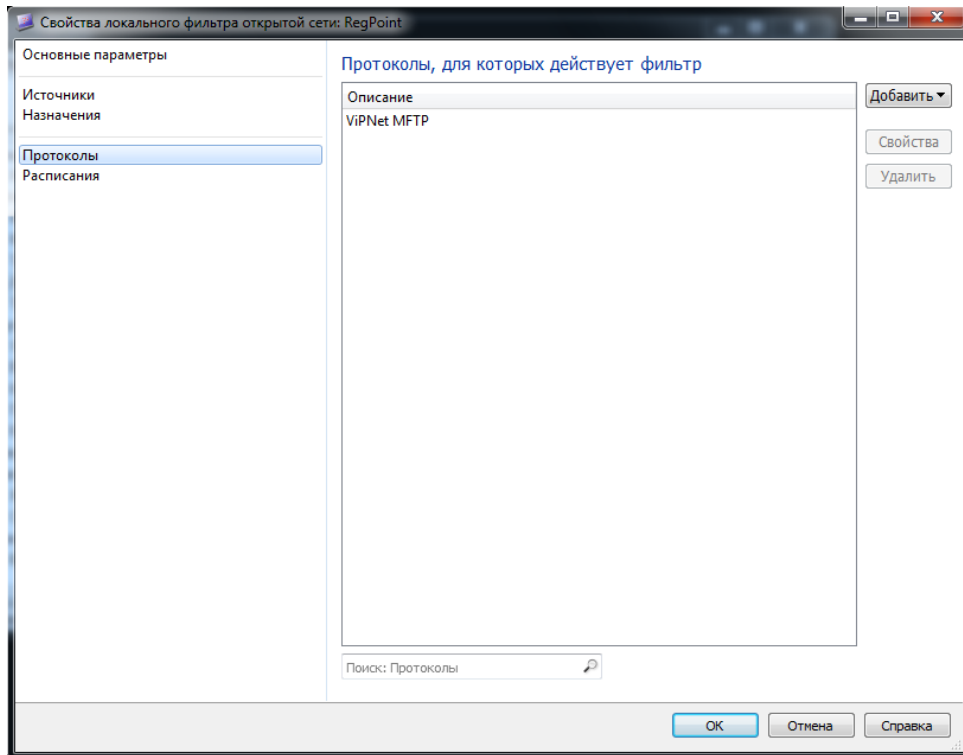 Свойства локального фильтра открытой сети: RegPoint
Основные параметры
Источники
Назначения
Протоколы
Расписания
Протоколы, для которых действует фильтр
Описание
ViPNet MFTP
Добавить
Свойства
Удалить
Поиск: Протоколы
OK
Отмена
Справка